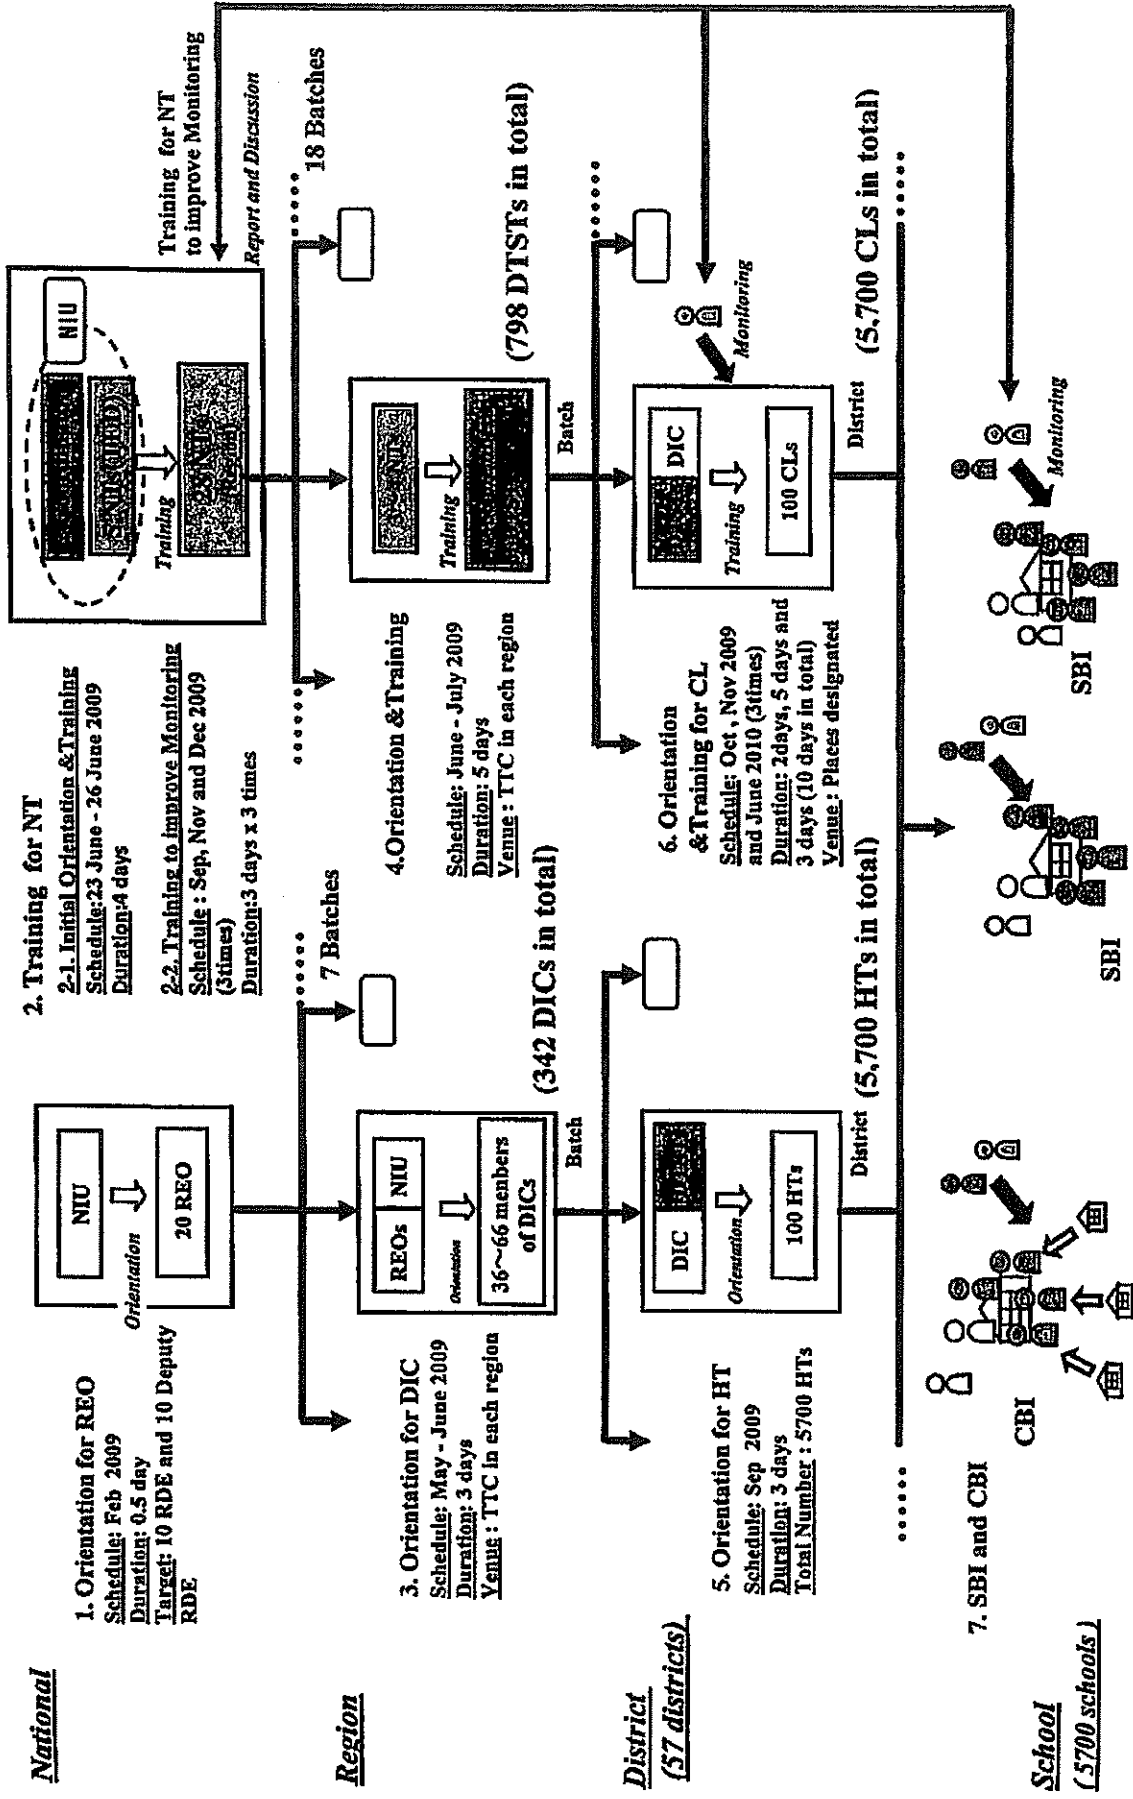 National
1. Orientation for REO
Schedule: Feb 2009
Duration: 0.5 day
Target: 10 RDE and 10 Deputy
RDE
NIU
Orientation
20 REO
2. Training for NT
2-1. Initial Orientation &Training
Schedule:23 June - 26 June 2009
Duration:4 days
2-2. Training to improve Monitoring
Schedule : Sep, Nov and Dec 2009
(3times)
Duration:3 days x 3 times
NIU
Training
Training for NT
to improve Monitoring
Report and Discussion
Region
7 Batches
18 Batches
3. Orientation for DIC
Schedule: May - June 2009
Duration: 3 days
Venue : TTC in each region
REOs
NIU
Orientation
36~66 members
of DICs
(342 DICs in total)
4.Orientation &Training
Schedule: June - July 2009
Duration: 5 days
Venue : TTC in each region
Training
(798 DTSTs in total)
District
(57 districts)
Batch
Batch
5. Orientation for HT
Schedule: Sep 2009
Duration: 3 days
Total Number : 5700 HTs
DIC
Orientation
100 HTs
District
(5,700 HTs in total)
6. Orientation
&Training for CL
Schedule: Oct , Nov 2009
and June 2010 (3times)
Duration: 2days, 5 days and
3 days (10 days in total)
Venue : Places designated
DIC
Training
100 CLs
Monitoring
District
(5,700 CLs in total)
School
( 5700 schools )
7. SBI and CBI
CBI
SBI
SBI
Monitoring